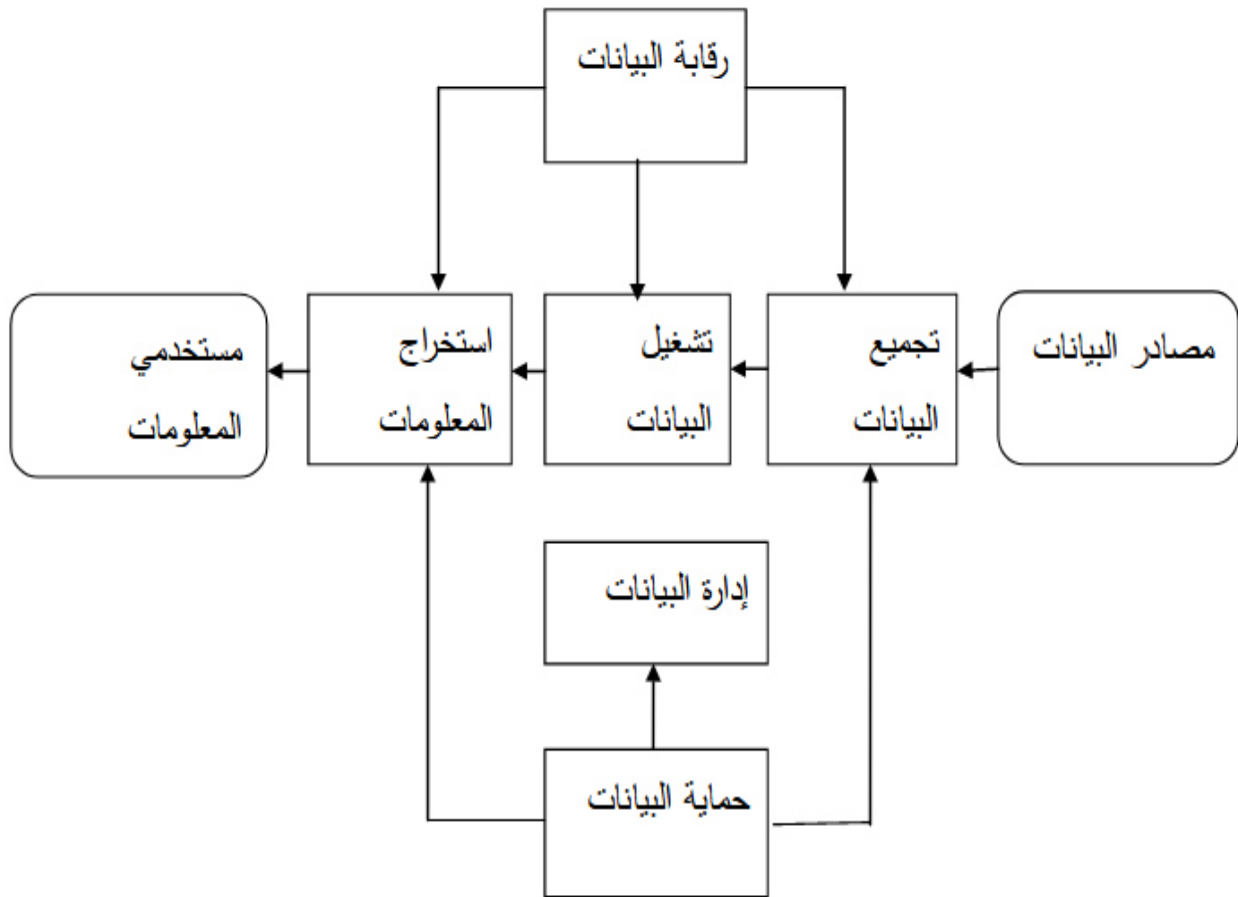 رقابة البيانات
مصادر البيانات
تجميع
البيانات
تشغيل
البيانات
استخراج
المعلومات
مستخدمي
المعلومات
إدارة البيانات
حماية البيانات